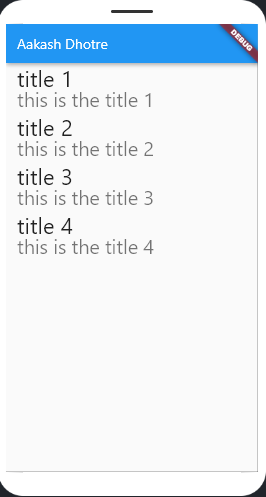 Aakash Dhotre
DEBUG
title 1
this is the title 1
title 2
this is the title 2
title 3
this is the title 3
title 4
this is the title 4